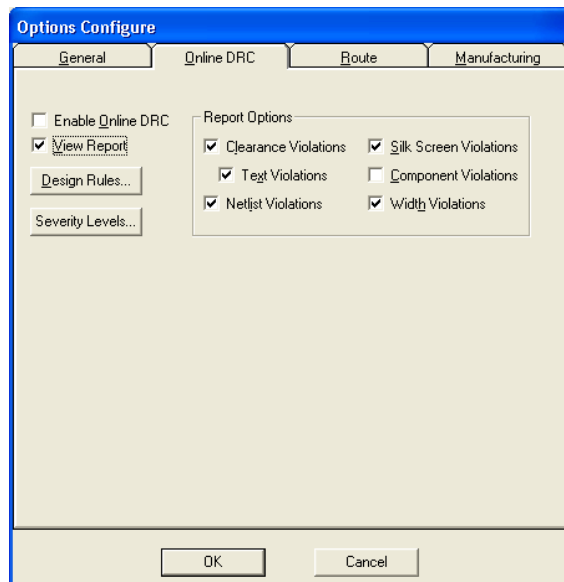 Options Configure
General
Online DRC
Route
Manufacturing
Enable Online DRC
View Report
Design Rules...
Severity Levels...
Report Options
Clearance Violations
Silk Screen Violations
Text Violations
Component Violations
Netlist Violations
Width Violations
OK
Cancel